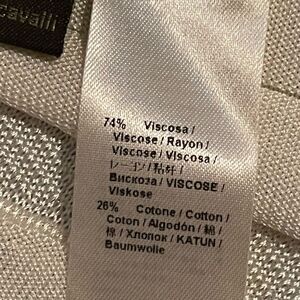 cavalli
74% Viscosa /
Viscose / Rayon /
Viscose / Viscosa /
レーヨン / 粘纤 /
Вискоза / VISCOSE /
Viskose
26% Cotone / Cotton /
Coton / Algodón / 綿 /
棉 / Хлопок / KATUN /
Baumwolle